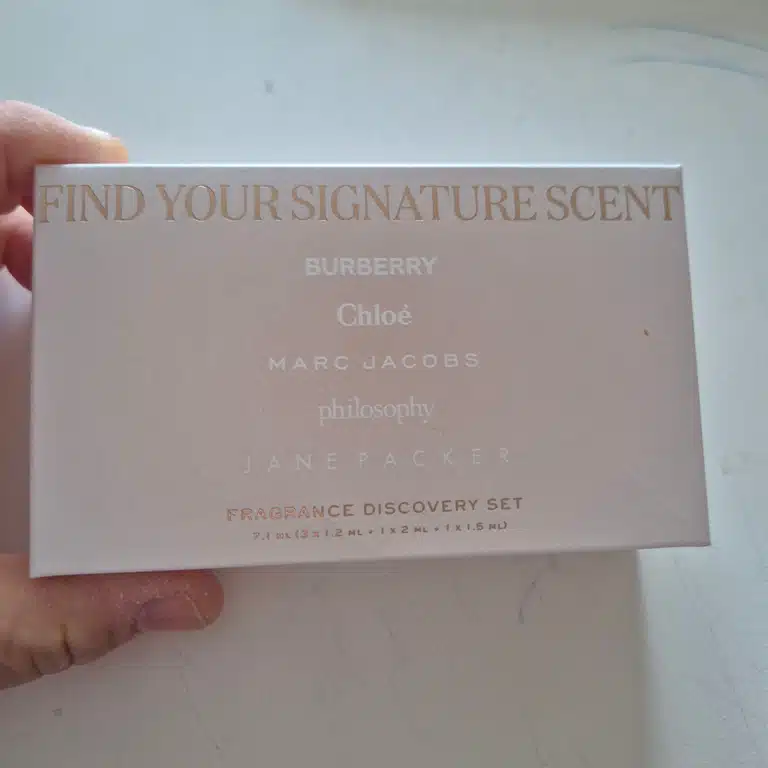 FIND YOUR SIGNATURE SCENT
BURBERRY
Chloé
MARC JACOBS
philosophy
JANE PACKER
FRAGRANCE DISCOVERY SET
7.1 ML (3 x 1.2 ML + 1 x 2 ML + 1 x 1.5 ML)